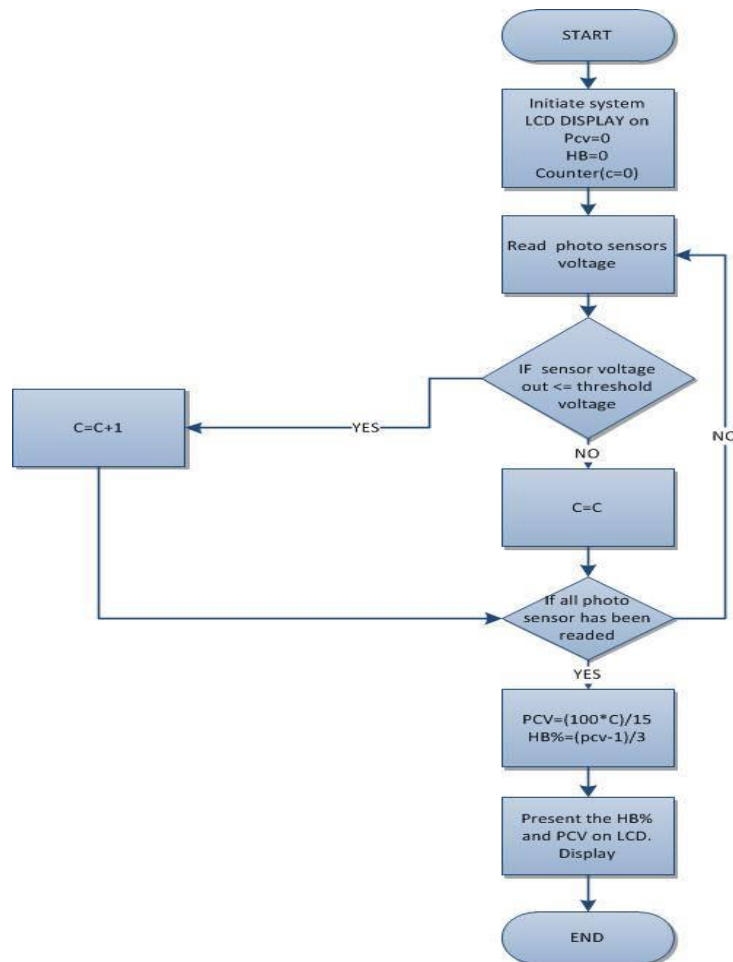 START
Initiate system
LCD DISPLAY on
Pcv=0
HB=0
Counter(c=0)
Read photo sensors
voltage
IF sensor voltage
out <= threshold
voltage
YES
C=C+1
NO
NO
C=C
If all photo
sensor has been
readed
YES
PCV=(100*C)/15
HB%=(pcv-1)/3
Present the HB%
and PCV on LCD.
Display
END